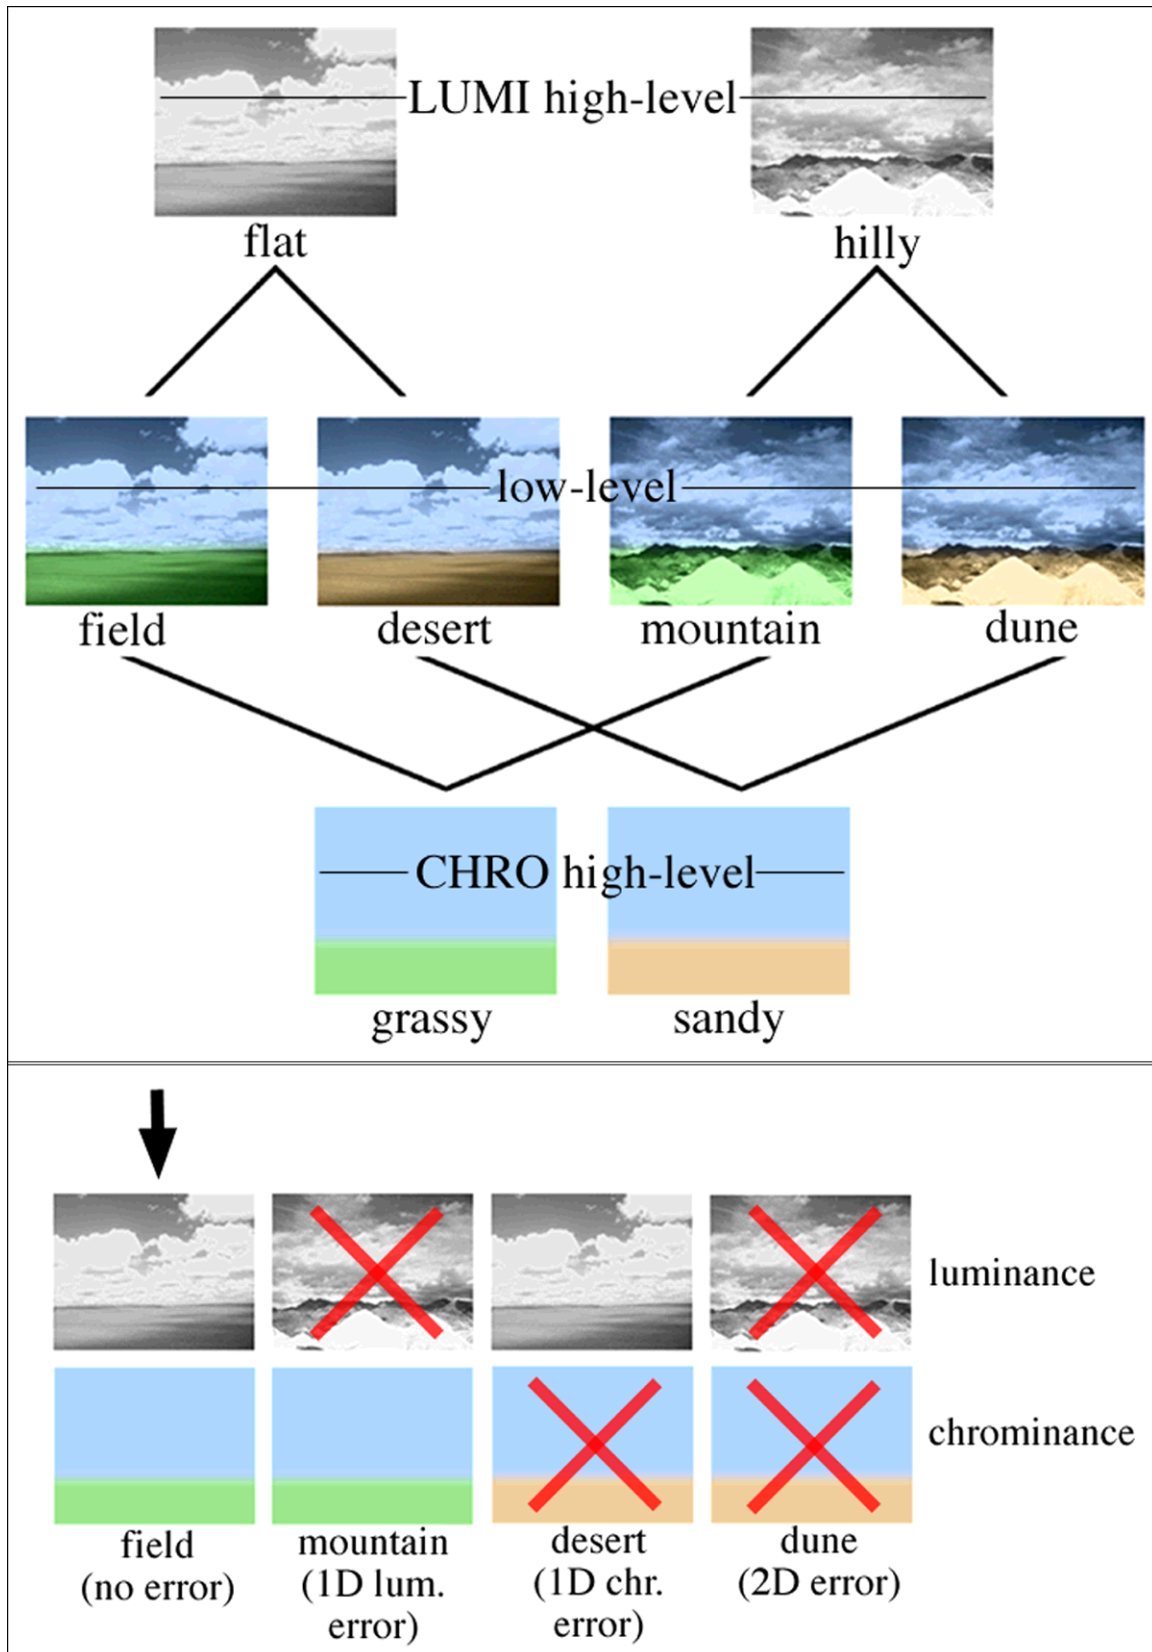 LUMI high-level
flat
hilly
low-level
field
desert
mountain
dune
CHRO high-level
grassy
sandy
luminance
chrominance
field
(no error)
mountain
(1D lum.
error)
desert
(1D chr.
error)
dune
(2D error)